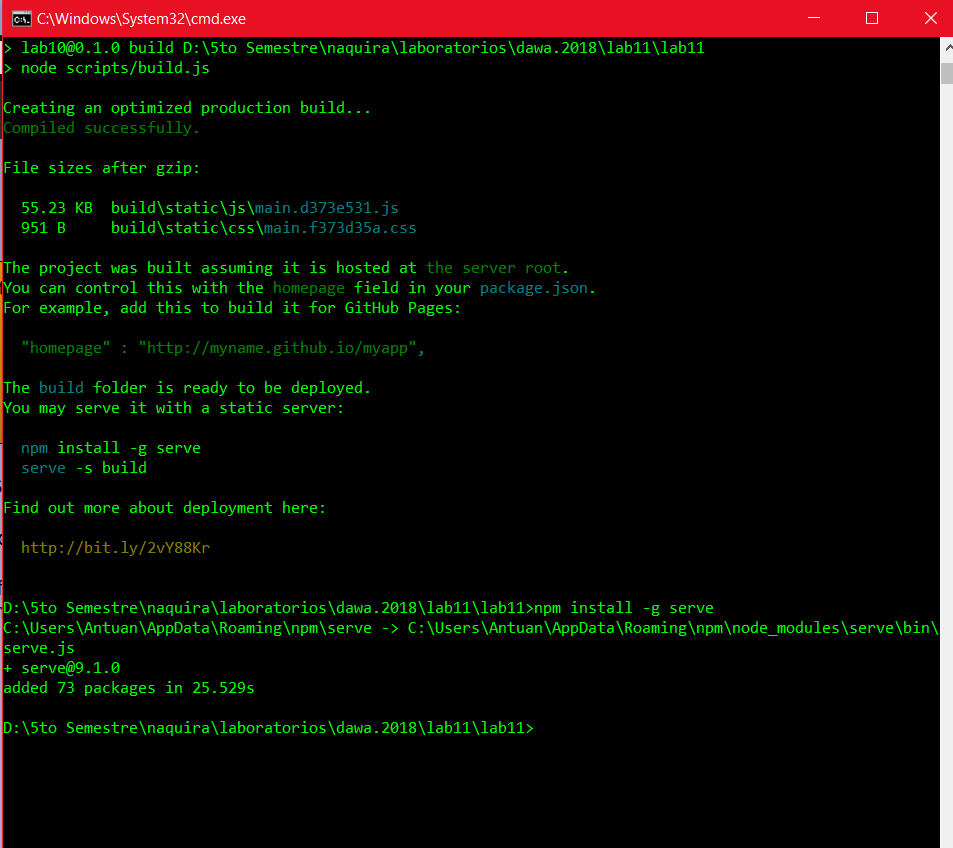 C:\Windows\System32\cmd.exe
> lab10@0.1.0 build D:\5to Semestre\naquira\laboratorios\dawa.2018\lab11\lab11
> node scripts/build.js
Creating an optimized production build...
Compiled successfully.
File sizes after gzip:
55.23 KB  build\static\js\main.d373e531.js
951 B     build\static\css\main.f373d35a.css
The project was built assuming it is hosted at the server root.
You can control this with the homepage field in your package.json.
For example, add this to build it for GitHub Pages:
"homepage" : "http://myname.github.io/myapp",
The build folder is ready to be deployed.
You may serve it with a static server:
npm install -g serve
serve -s build
Find out more about deployment here:
http://bit.ly/2vY88Kr
D:\5to Semestre\naquira\laboratorios\dawa.2018\lab11\lab11>npm install -g serve
C:\Users\Antuan\AppData\Roaming\npm\serve -> C:\Users\Antuan\AppData\Roaming\npm\node_modules\serve\bin\
serve.js
+ serve@9.1.0
added 73 packages in 25.529s
D:\5to Semestre\naquira\laboratorios\dawa.2018\lab11\lab11>